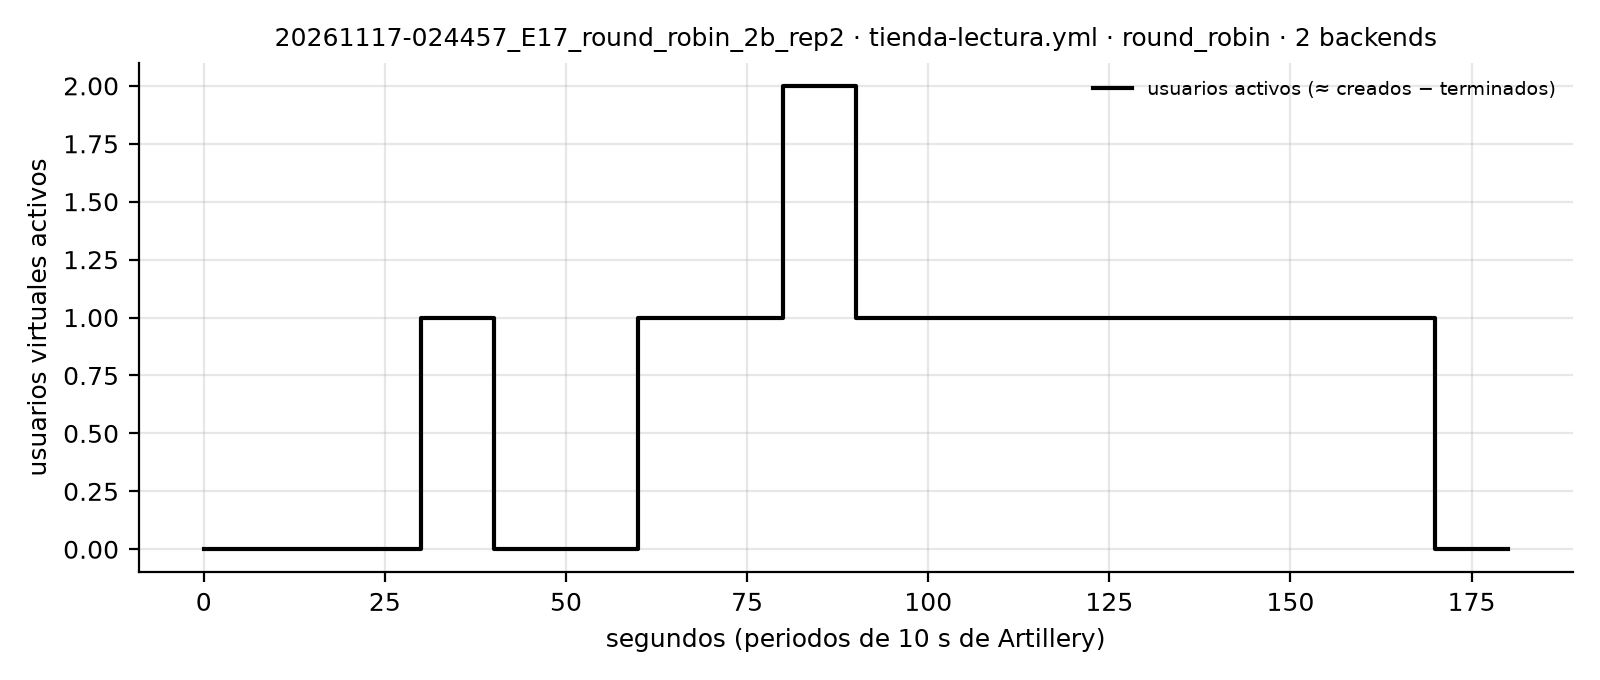 20261117-024457_E17_round_robin_2b_rep2 · tienda-lectura.yml · round_robin · 2 backends
usuarios activos (≈ creados − terminados)
usuarios virtuales activos
2.00
1.75
1.50
1.25
1.00
0.75
0.50
0.25
0.00
0 25 50 75 100 125 150 175
segundos (periodos de 10 s de Artillery)